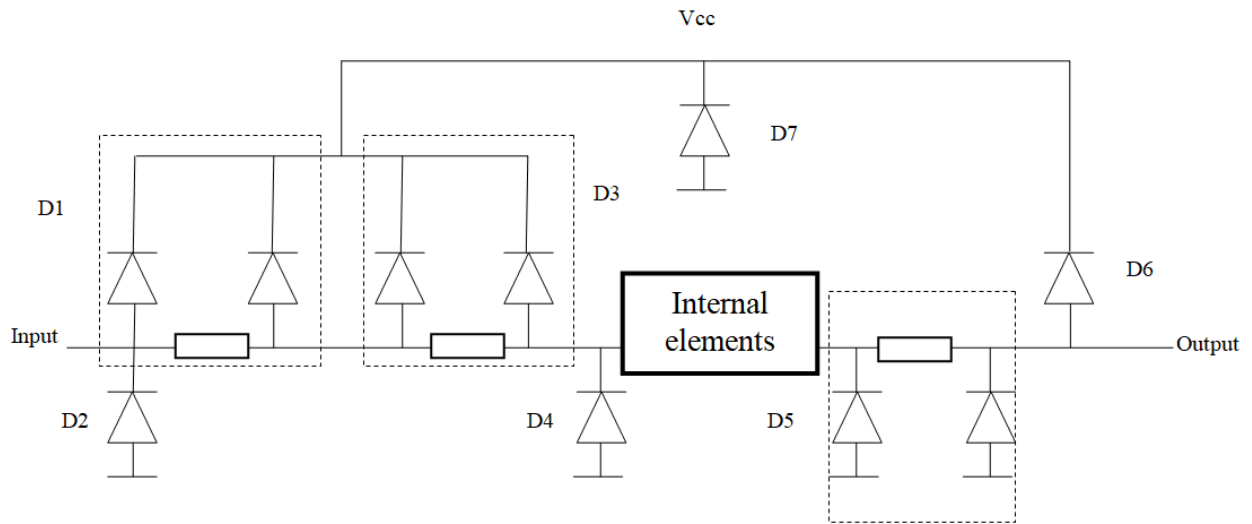 Vcc
D7
D1
D3
D6
Input
Internal
elements
Output
D2
D4
D5